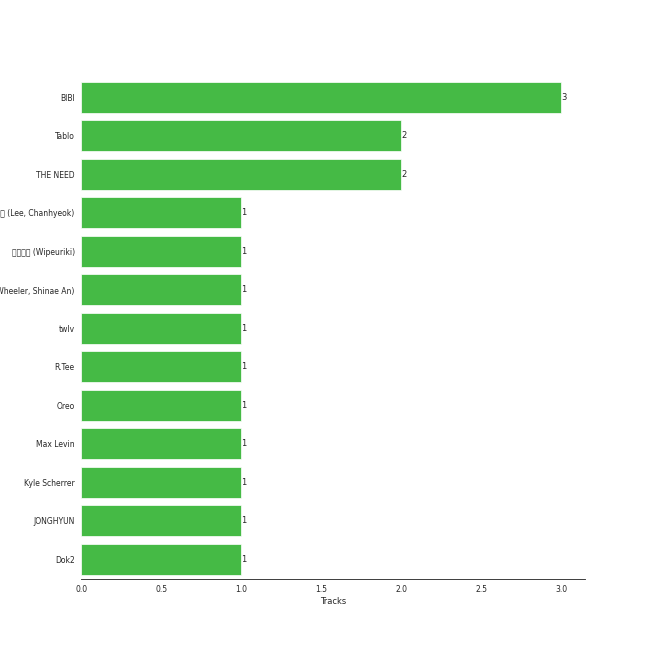 BIBI 3
Tablo 2
THE NEED 2
(Lee, Chanhyeok) 1
(Wipeuriki) 1
Wheeler, Shinae An) 1
twlv 1
R.Tee 1
Oreo 1
Max Levin 1
Kyle Scherrer 1
JONGHYUN 1
Dok2 1
0.0 0.5 1.0 1.5 2.0 2.5 3.0
Tracks